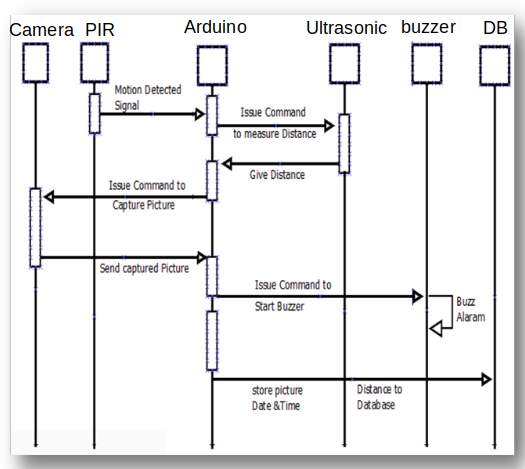 Camera PIR Arduino Ultrasonic buzzer DB
Motion Detected
Signal
Issue Command
to measure Distance
Give Distance
Issue Command to
Capture Picture
Send captured Picture
Issue Command to
Start Buzzer
Buzz
Alaram
store picture
Date &Time
Distance to
Database